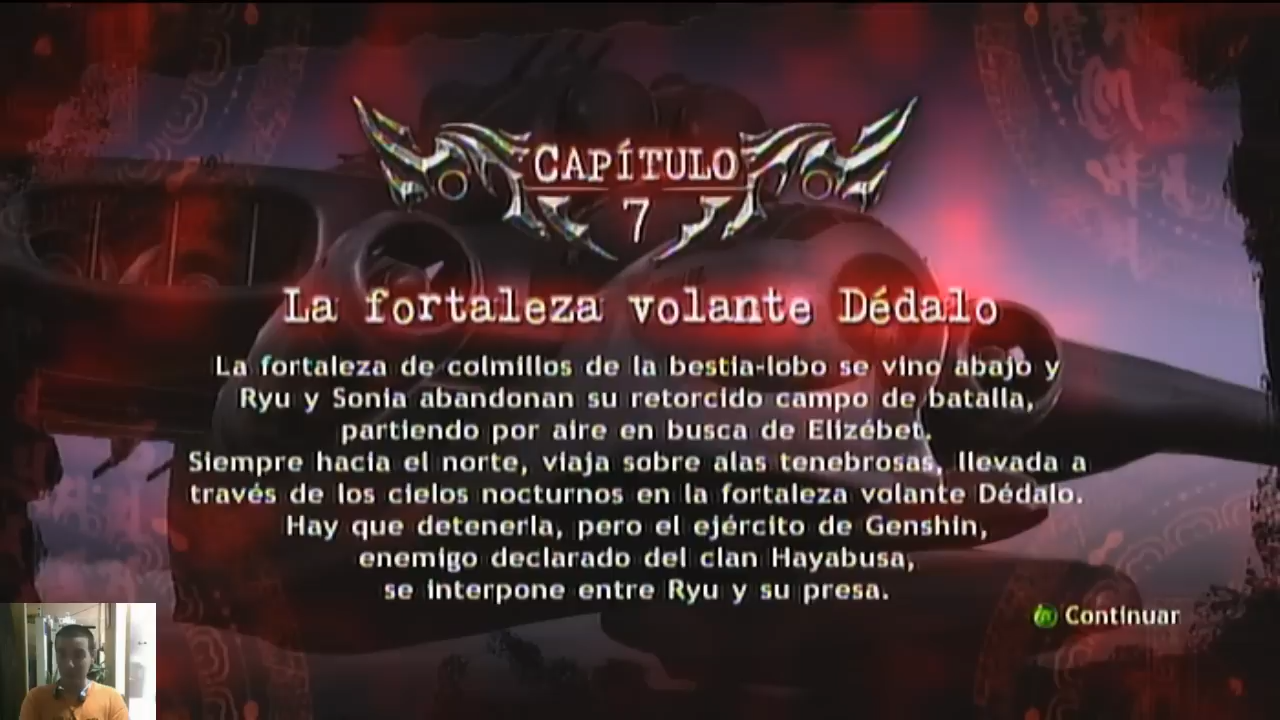 CAPÍTULO
7
La fortaleza volante Dédalo
La fortaleza de colmillos de la bestia-lobo se vino abajo y
Ryu y Sonia abandonan su retorcido campo de batalla,
partiendo por aire en busca de Elizébet.
Siempre hacia el norte, viaja sobre alas tenebrosas, llevada a
través de los cielos nocturnos en la fortaleza volante Dédalo.
Hay que detenerla, pero el ejército de Genshin,
enemigo declarado del clan Hayabusa,
se interpone entre Ryu y su presa.
Continuar